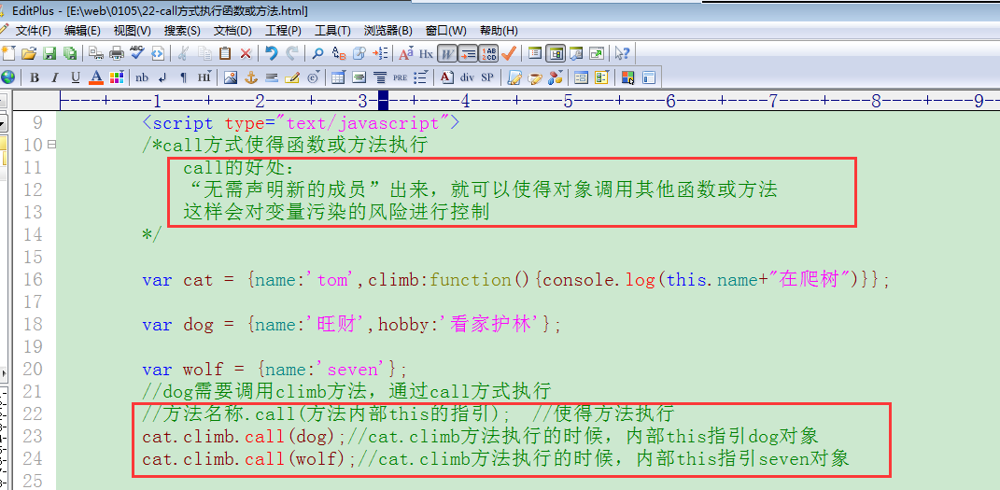 EditPlus - [E:\web\0105\22-call方式执行函数或方法.html]
文件(F) 编辑(E) 视图(V) 搜索(S) 文档(D) 工程(P) 工具(T) 浏览器(B) 窗口(W) 帮助(H)
B I U A nb HI A div SP
----+----1----+----2----+----3----+----4----+----5----+----6----+----7----+----8----+----9--
9 <script type="text/javascript">
10 /*call方式使得函数或方法执行
11 call的好处:
12 “无需声明新的成员”出来，就可以使得对象调用其他函数或方法
13 这样会对变量污染的风险进行控制
14 */
15
16 var cat = {name:'tom',climb:function(){console.log(this.name+"在爬树")}};
17
18 var dog = {name:'旺财',hobby:'看家护林'};
19
20 var wolf = {name:'seven'};
21 //dog需要调用climb方法，通过call方式执行
22 //方法名称.call(方法内部this的指引); //使得方法执行
23 cat.climb.call(dog);//cat.climb方法执行的时候，内部this指引dog对象
24 cat.climb.call(wolf);//cat.climb方法执行的时候，内部this指引seven对象
25